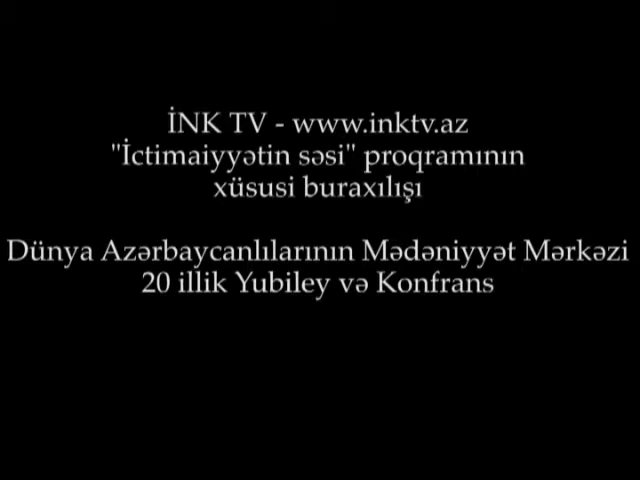 İNK TV - www.inktv.az
"İctimaiyyətin səsi" proqramının
xüsusi buraxılışı
Dünya Azərbaycanlılarının Mədəniyyət Mərkəzi
20 illik Yubiley və Konfrans